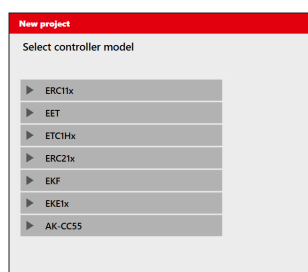 New project
Select controller model
ERC11x
EET
ETC1Hx
ERC21x
EKF
EKE1x
AK-CC55